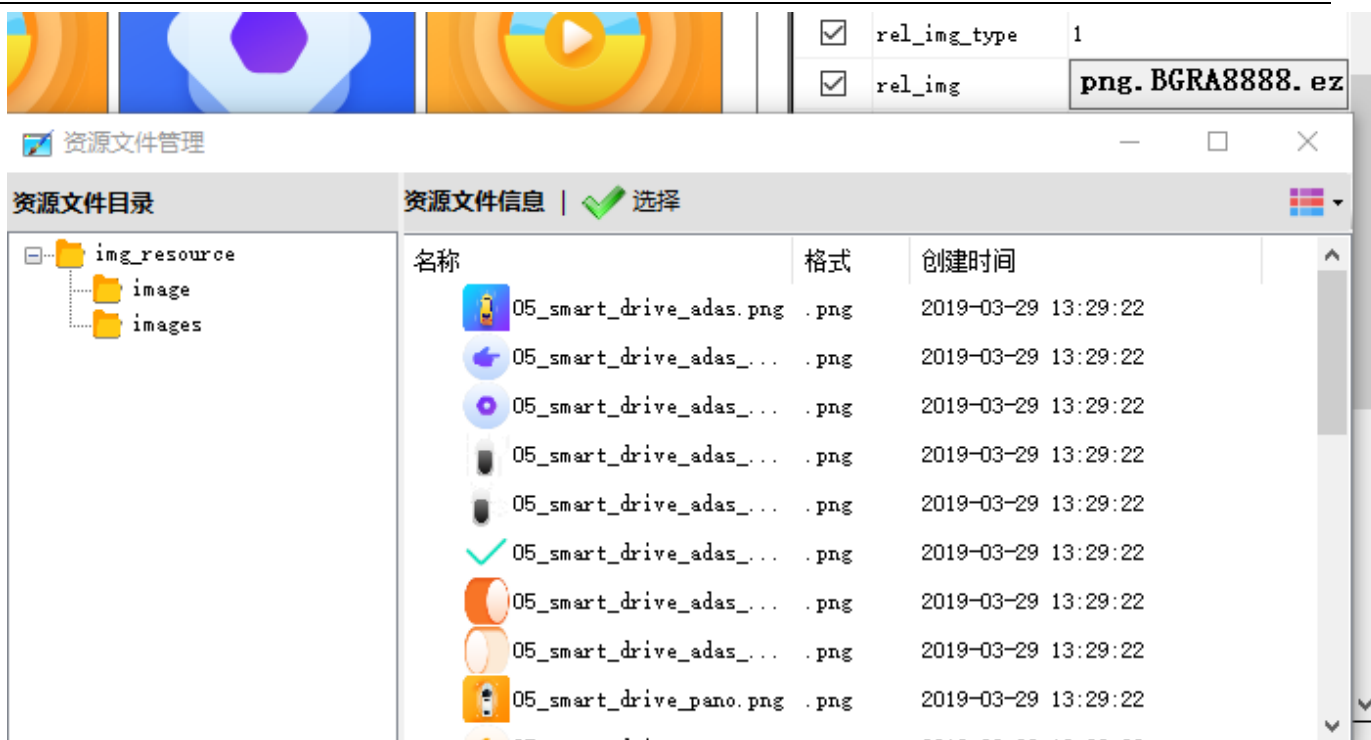 rel_img_type 1
rel_img png.BGRA8888.ez
资源文件管理
资源文件目录
资源文件信息 | 选择
img_resource
image
images
名称 格式 创建时间
05_smart_drive_adas.png .png 2019-03-29 13:29:22
05_smart_drive_adas_... .png 2019-03-29 13:29:22
05_smart_drive_adas_... .png 2019-03-29 13:29:22
05_smart_drive_adas_... .png 2019-03-29 13:29:22
05_smart_drive_adas_... .png 2019-03-29 13:29:22
05_smart_drive_adas_... .png 2019-03-29 13:29:22
05_smart_drive_adas_... .png 2019-03-29 13:29:22
05_smart_drive_adas_... .png 2019-03-29 13:29:22
05_smart_drive_pano.png .png 2019-03-29 13:29:22